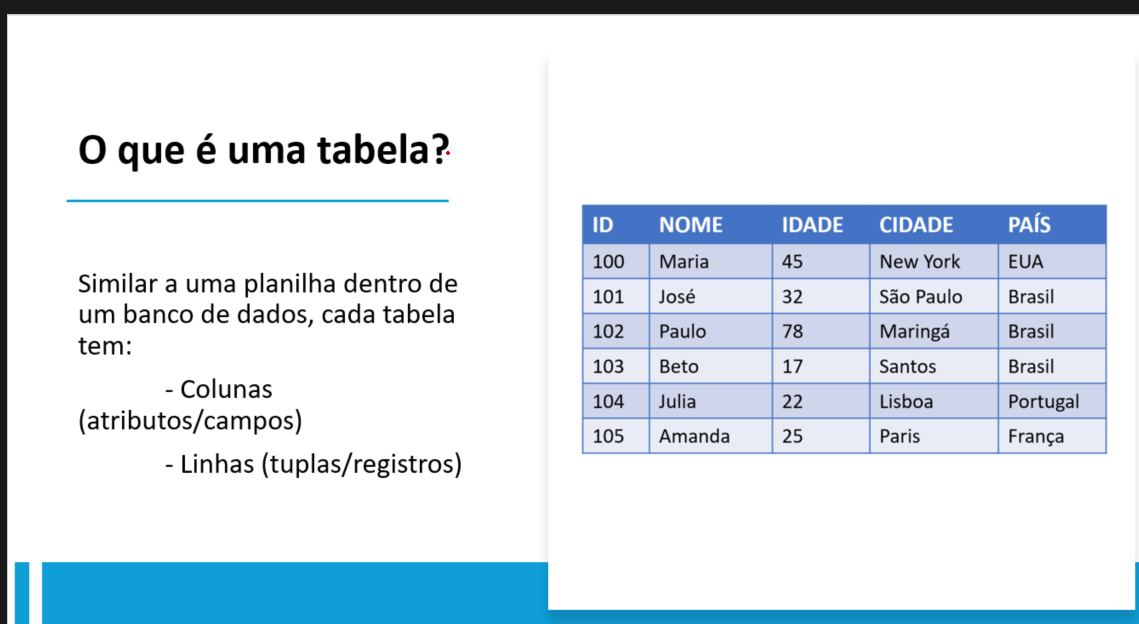 O que é uma tabela?
Similar a uma planilha dentro de
um banco de dados, cada tabela
tem:
- Colunas
(atributos/campos)
- Linhas (tuplas/registros)
ID NOME IDADE CIDADE PAÍS
100 Maria 45 New York EUA
101 José 32 São Paulo Brasil
102 Paulo 78 Maringá Brasil
103 Beto 17 Santos Brasil
104 Julia 22 Lisboa Portugal
105 Amanda 25 Paris França